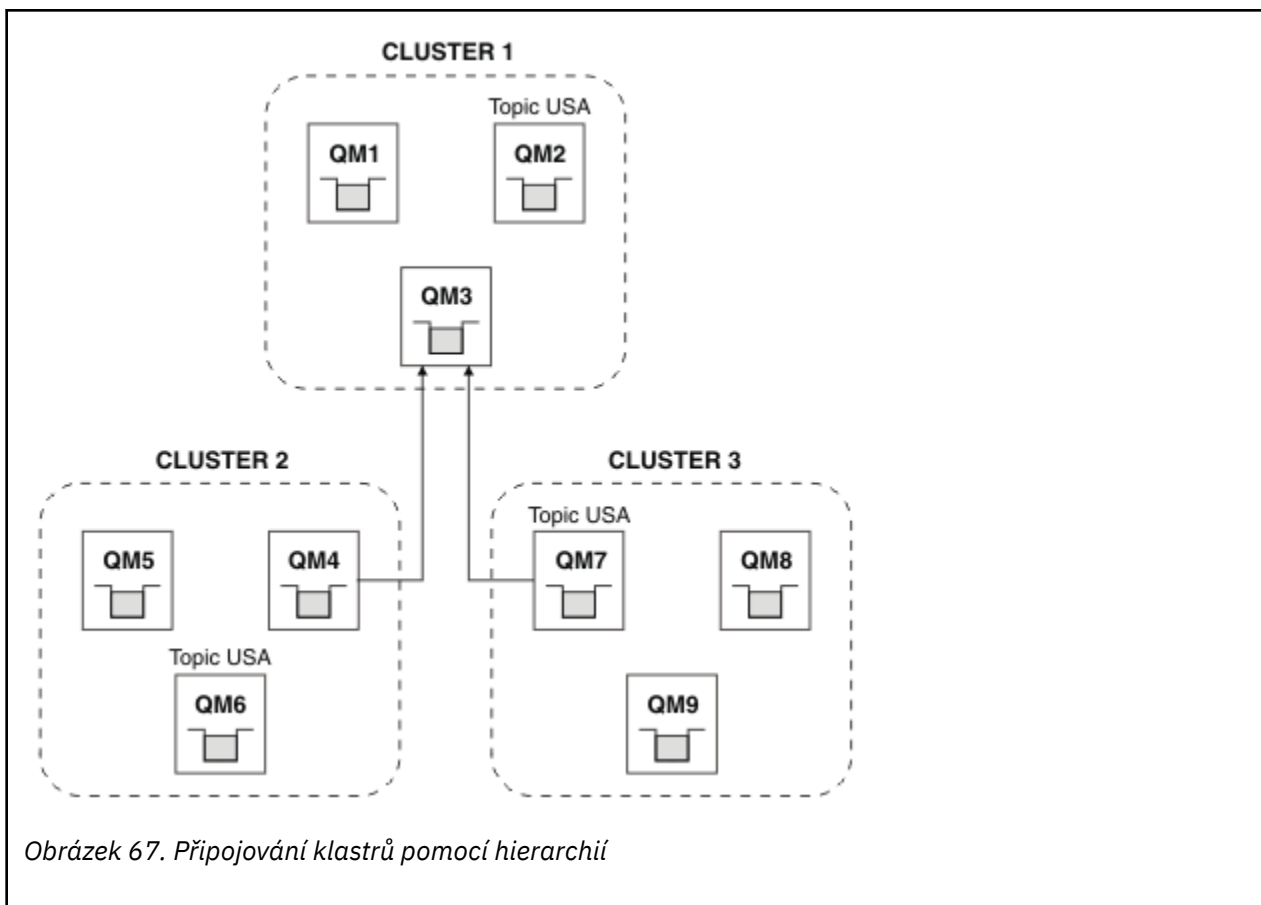 CLUSTER 1
Topic USA
QM1
QM2
QM3
CLUSTER 2
CLUSTER 3
Topic USA
QM5
QM4
QM7
QM8
Topic USA
QM6
QM9
Obrázek 67. Připojování klastrů pomocí hierarchií